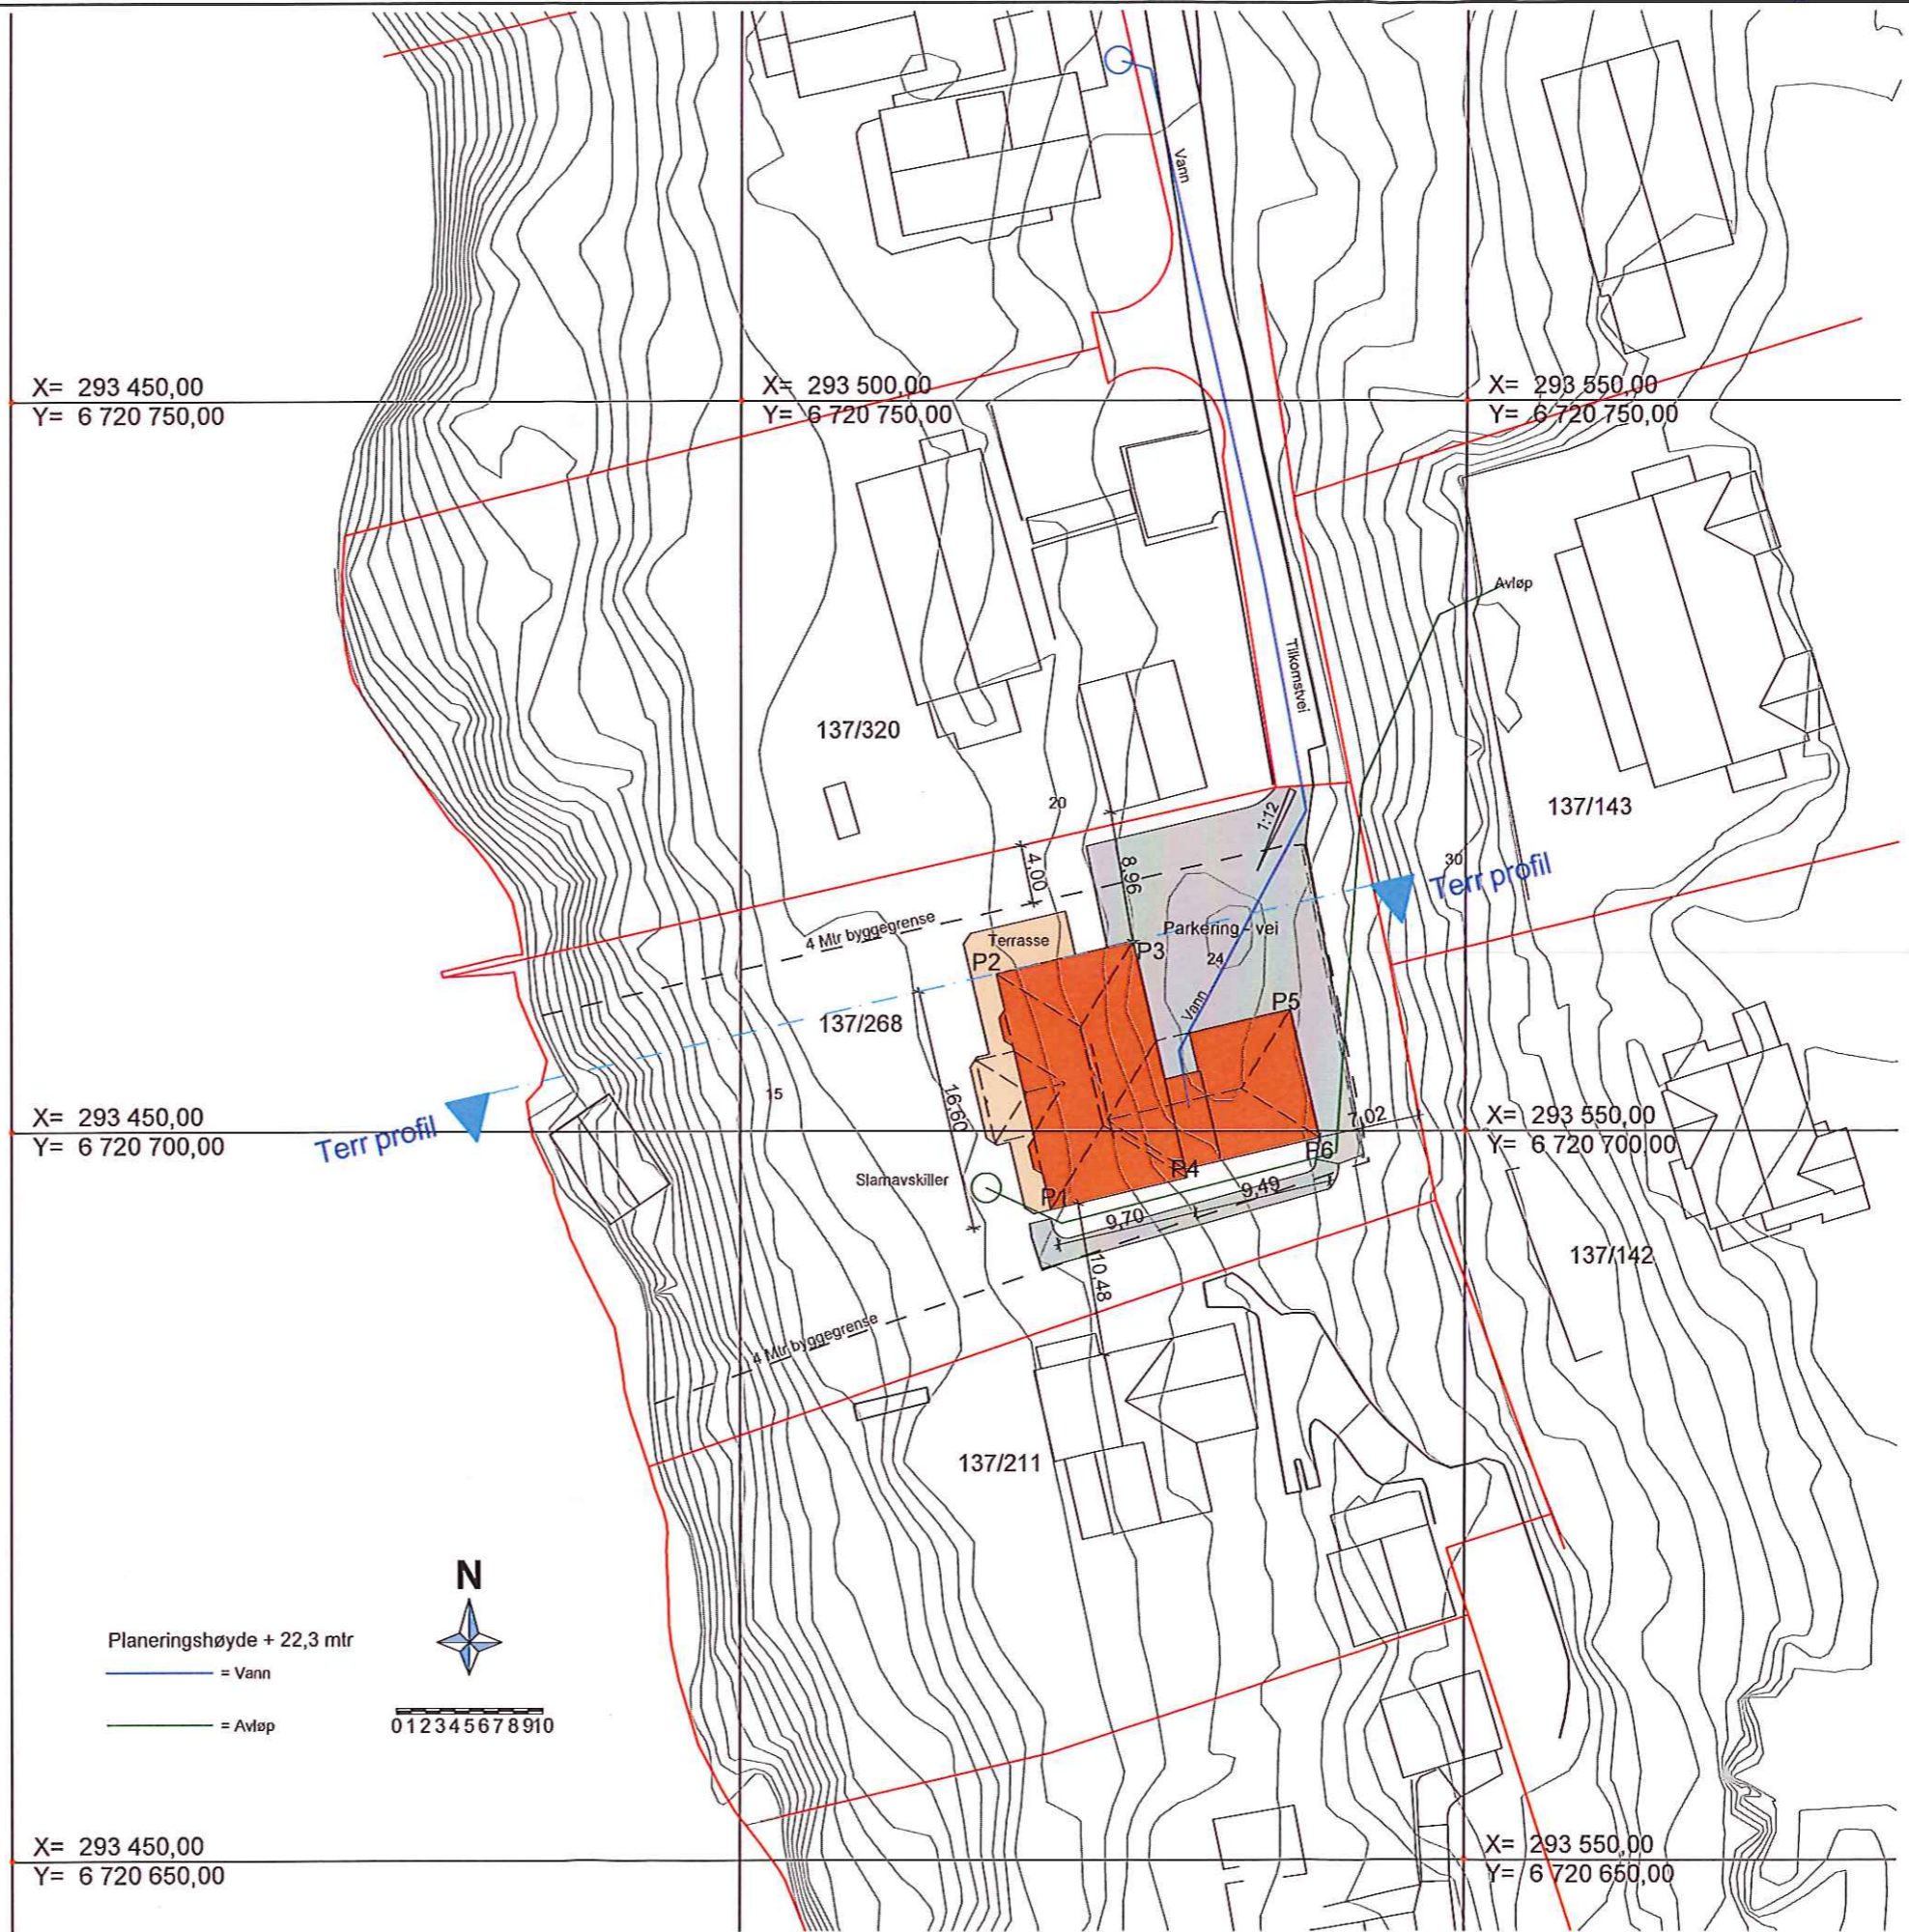 Vann
X= 293 450,00
Y= 6 720 750,00
X= 293 500,00
Y= 6 720 750,00
X= 293 550,00
Y= 6 720 750,00
Avløp
Tilkomstvei
137/320
20
1:12
137/143
4,00
8,96
30
Terr profil
4 Mtr byggegrense
Terrasse
Parkering - vei
P2
P3
24
Vann
P5
137/268
16,60
15
X= 293 450,00
Y= 6 720 700,00
Terr profil
7,02
X= 293 550,00
Y= 6 720 700,00
P6
P4
Slamavskiller
P1
9,49
9,70
10,48
137/142
4 Mtr byggegrense
137/211
N
Planeringshøyde + 22,3 mtr
= Vann
= Avløp
0 1 2 3 4 5 6 7 8 9 10
X= 293 450,00
Y= 6 720 650,00
X= 293 550,00
Y= 6 720 650,00